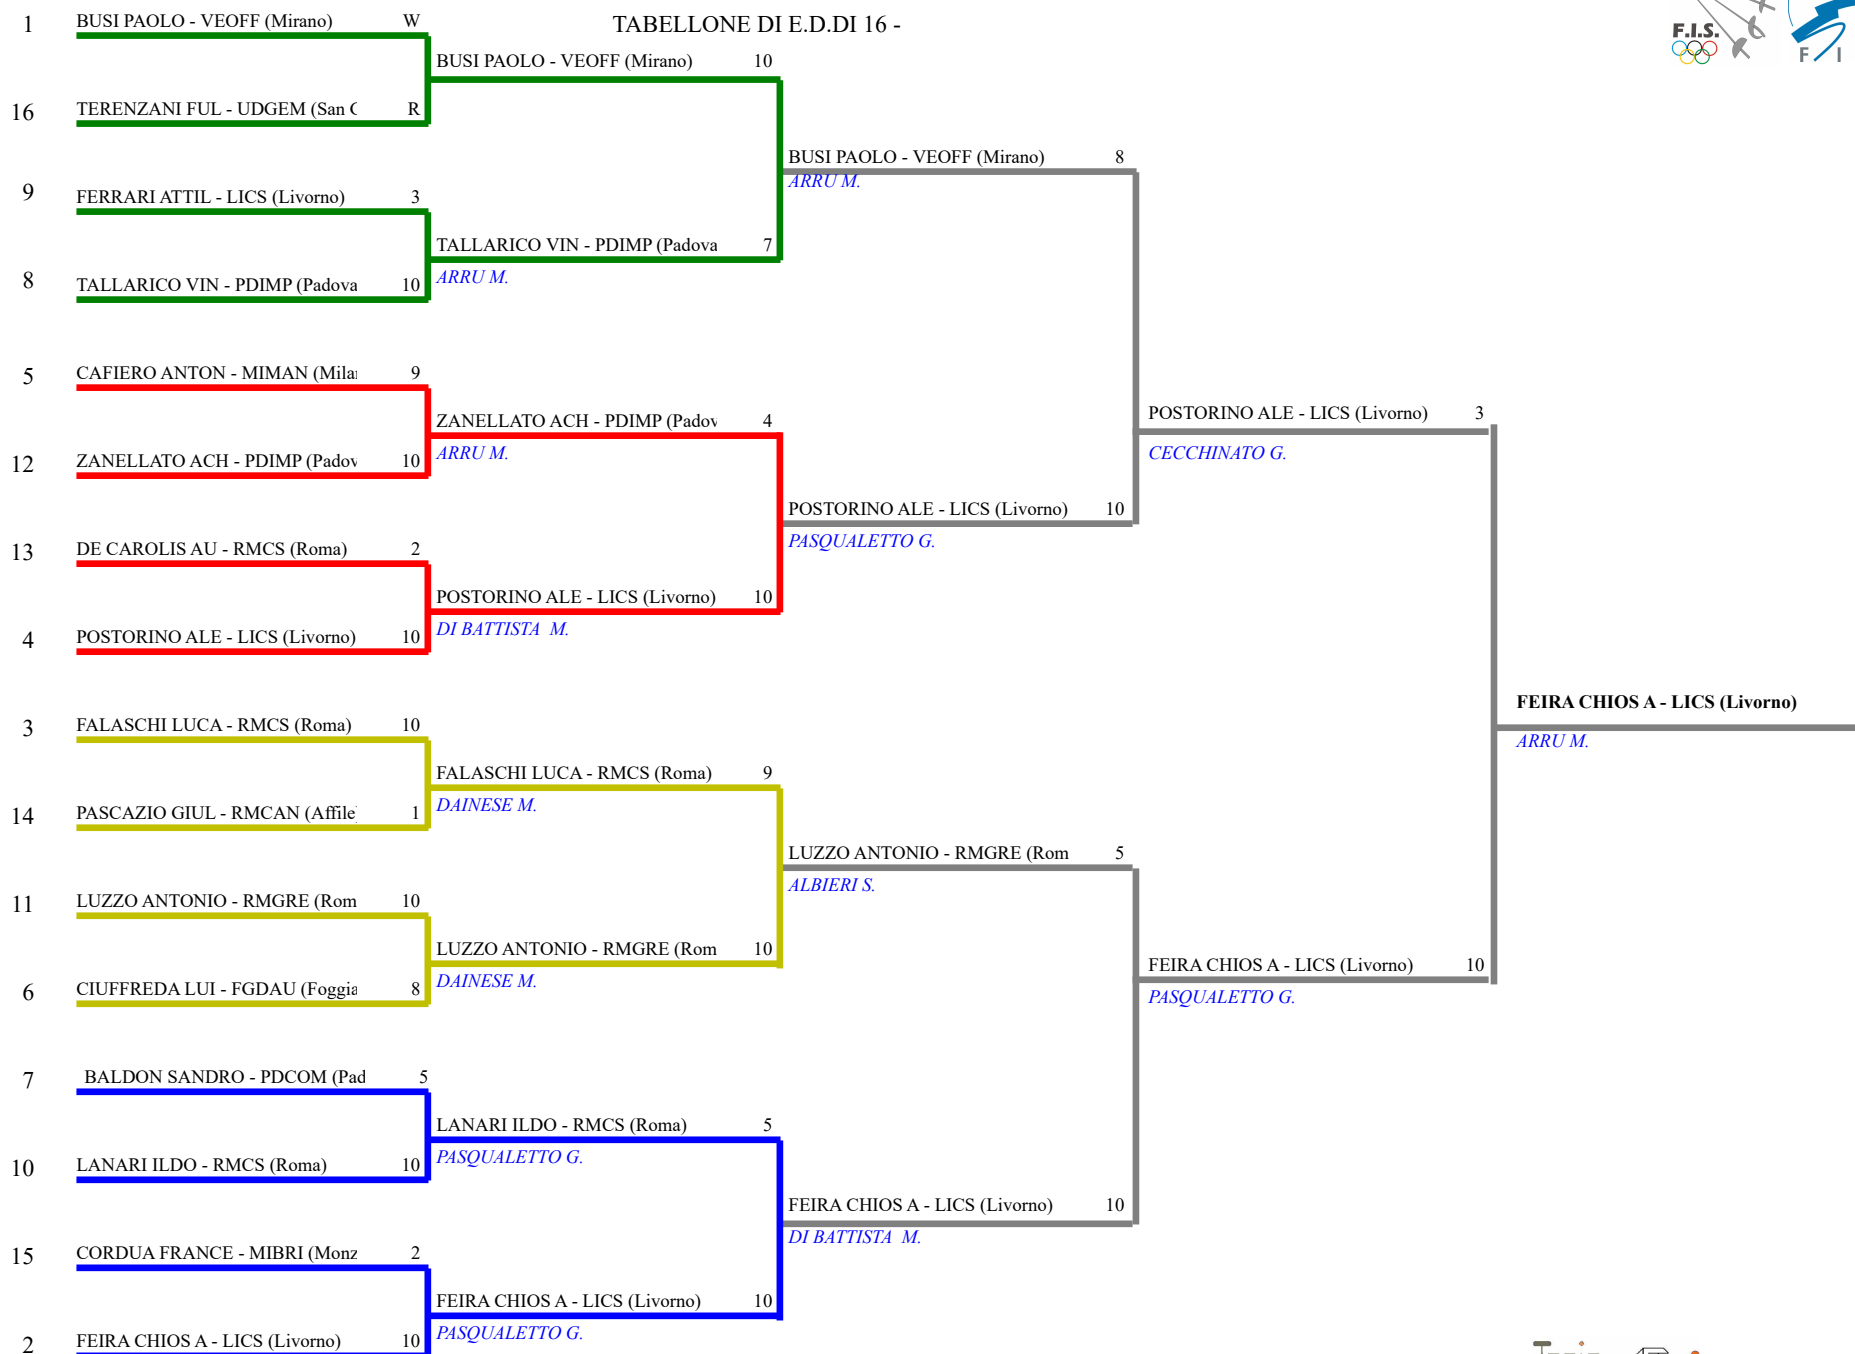 TABELLONE DI E.D.DI 16 -
F.I.S.
F I
1 BUSI PAOLO - VEOFF (Mirano) W
BUSI PAOLO - VEOFF (Mirano) 10
16 TERENZANI FUL - UDGEM (San R
BUSI PAOLO - VEOFF (Mirano) 8
ARRU M.
9 FERRARI ATTIL - LICS (Livorno) 3
TALLARICO VIN - PDIMP (Padova 7
ARRU M.
8 TALLARICO VIN - PDIMP (Padova 10
5 CAFIERO ANTON - MIMAN (Mila 9
POSTORINO ALE - LICS (Livorno) 3
CECCHINATO G.
ZANELLATO ACH - PDIMP (Padov 4
ARRU M.
12 ZANELLATO ACH - PDIMP (Padov 10
POSTORINO ALE - LICS (Livorno) 10
PASQUALETTO G.
13 DE CAROLIS AU - RMCS (Roma) 2
POSTORINO ALE - LICS (Livorno) 10
DI BATTISTA M.
4 POSTORINO ALE - LICS (Livorno) 10
FEIRA CHIOS A - LICS (Livorno)
ARRU M.
3 FALASCHI LUCA - RMCS (Roma) 10
FALASCHI LUCA - RMCS (Roma) 9
DAINESE M.
14 PASCAZIO GIUL - RMCAN (Affile 1
LUZZO ANTONIO - RMGRE (Rom 5
ALBIERI S.
11 LUZZO ANTONIO - RMGRE (Rom 10
LUZZO ANTONIO - RMGRE (Rom 10
DAINESE M.
FEIRA CHIOS A - LICS (Livorno) 10
PASQUALETTO G.
6 CIUFFREDA LUI - FGDAU (Foggia 8
7 BALDON SANDRO - PDCOM (Pad 5
LANARI ILDO - RMCS (Roma) 5
PASQUALETTO G.
10 LANARI ILDO - RMCS (Roma) 10
FEIRA CHIOS A - LICS (Livorno) 10
DI BATTISTA M.
15 CORDUA FRANCE - MIBRI (Monz 2
FEIRA CHIOS A - LICS (Livorno) 10
PASQUALETTO G.
2 FEIRA CHIOS A - LICS (Livorno) 10